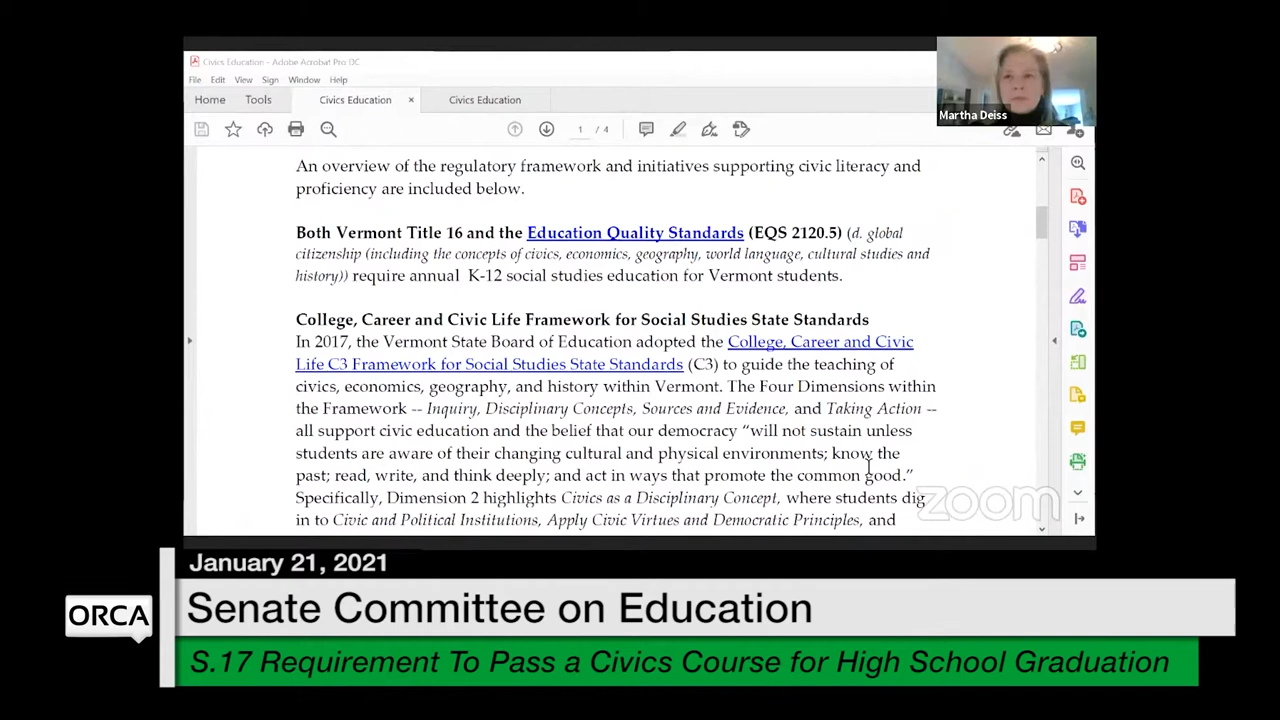 Civics Education - Adobe Acrobat Pro DC
File Edit View Sign Window Help
Home Tools Civics Education × Civics Education
1 / 4
Martha Deiss
An overview of the regulatory framework and initiatives supporting civic literacy and
proficiency are included below.
Both Vermont Title 16 and the Education Quality Standards (EQS 2120.5) (d. global
citizenship (including the concepts of civics, economics, geography, world language, cultural studies and
history)) require annual K-12 social studies education for Vermont students.
College, Career and Civic Life Framework for Social Studies State Standards
In 2017, the Vermont State Board of Education adopted the College, Career and Civic
Life C3 Framework for Social Studies State Standards (C3) to guide the teaching of
civics, economics, geography, and history within Vermont. The Four Dimensions within
the Framework -- Inquiry, Disciplinary Concepts, Sources and Evidence, and Taking Action --
all support civic education and the belief that our democracy “will not sustain unless
students are aware of their changing cultural and physical environments; know the
past; read, write, and think deeply; and act in ways that promote the common good.”
Specifically, Dimension 2 highlights Civics as a Disciplinary Concept, where students dig
in to Civic and Political Institutions, Apply Civic Virtues and Democratic Principles, and
zoom
January 21, 2021
ORCA
Senate Committee on Education
S.17 Requirement To Pass a Civics Course for High School Graduation